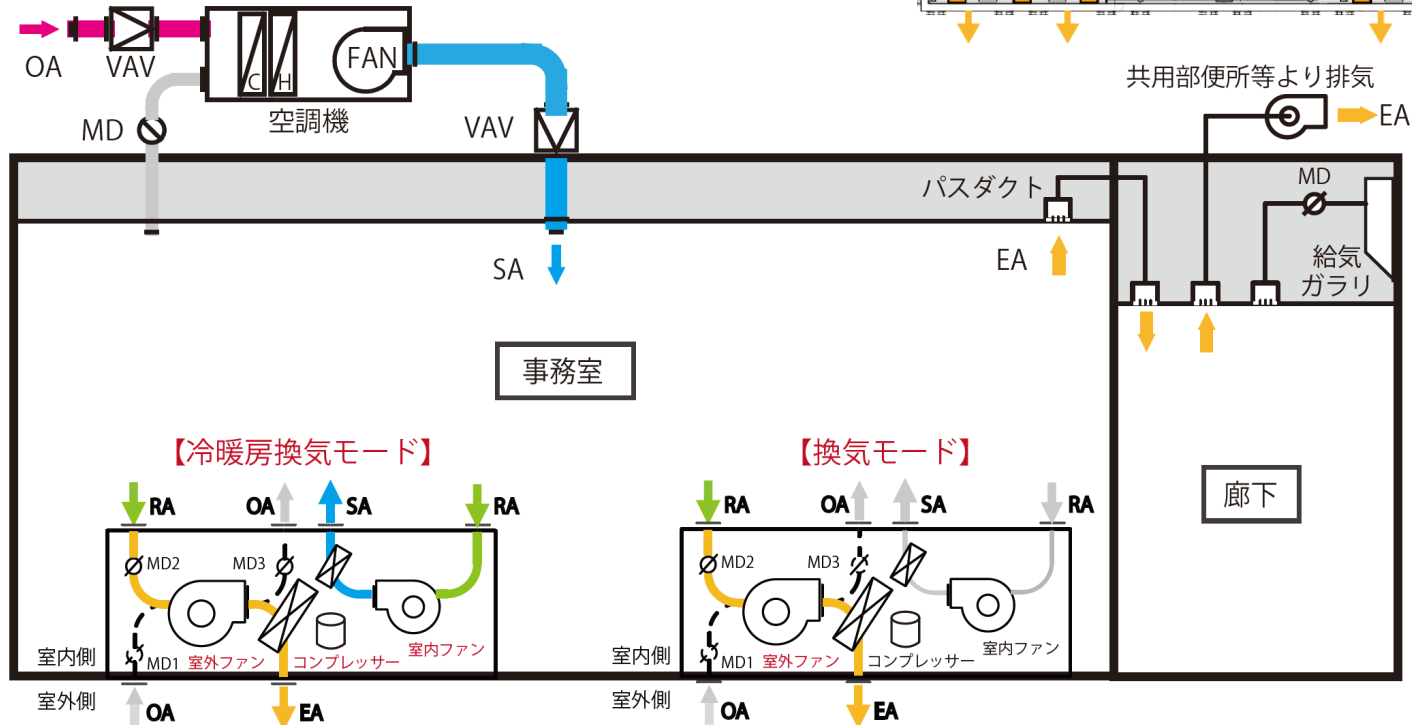 OA
VAV
C
H
FAN
空調機
MD
VAV
共用部便所等より排気
EA
パスダクト
MD
給気
ガラリ
SA
EA
事務室
廊下
【冷暖房換気モード】
RA
OA
SA
RA
MD2
MD3
MD1
室外ファン
コンプレッサー
室内ファン
室内側
室外側
OA
EA
【換気モード】
RA
OA
SA
RA
MD2
MD3
MD1
室外ファン
コンプレッサー
室内ファン
室内側
室外側
OA
EA